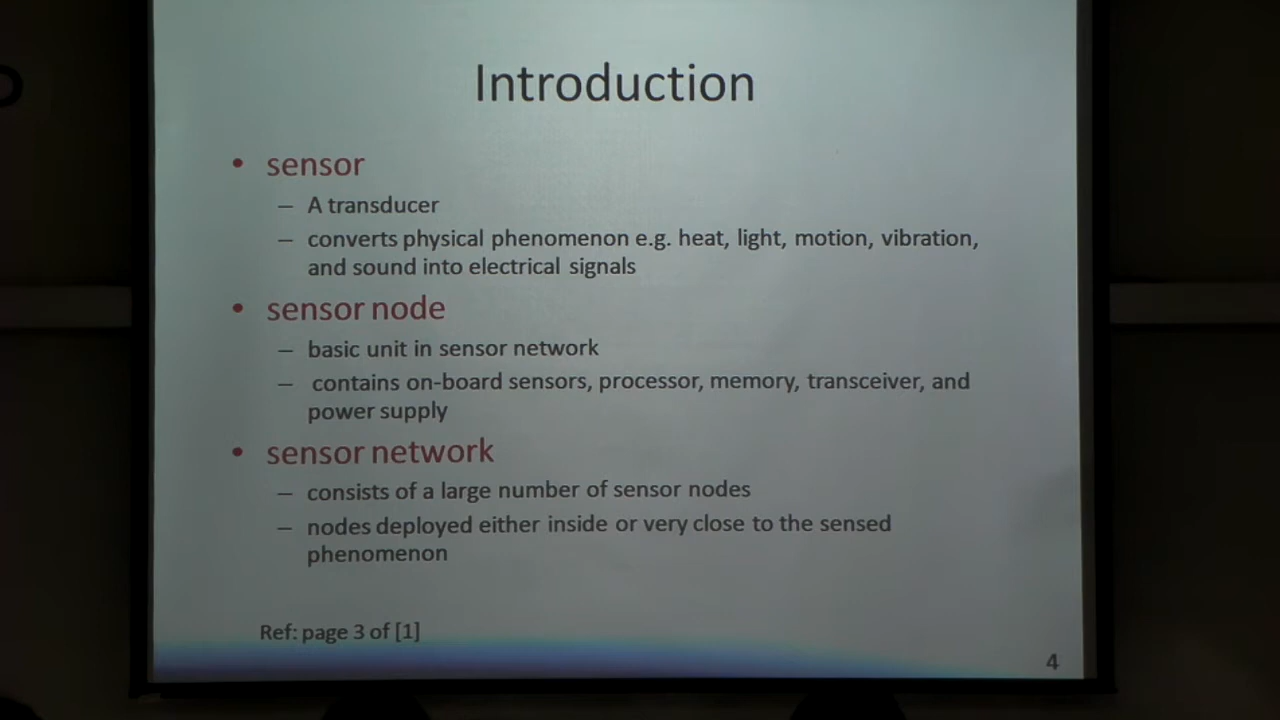 Introduction
• sensor
– A transducer
– converts physical phenomenon e.g. heat, light, motion, vibration,
and sound into electrical signals
• sensor node
– basic unit in sensor network
– contains on-board sensors, processor, memory, transceiver, and
power supply
• sensor network
– consists of a large number of sensor nodes
– nodes deployed either inside or very close to the sensed
phenomenon
Ref: page 3 of [1]
4